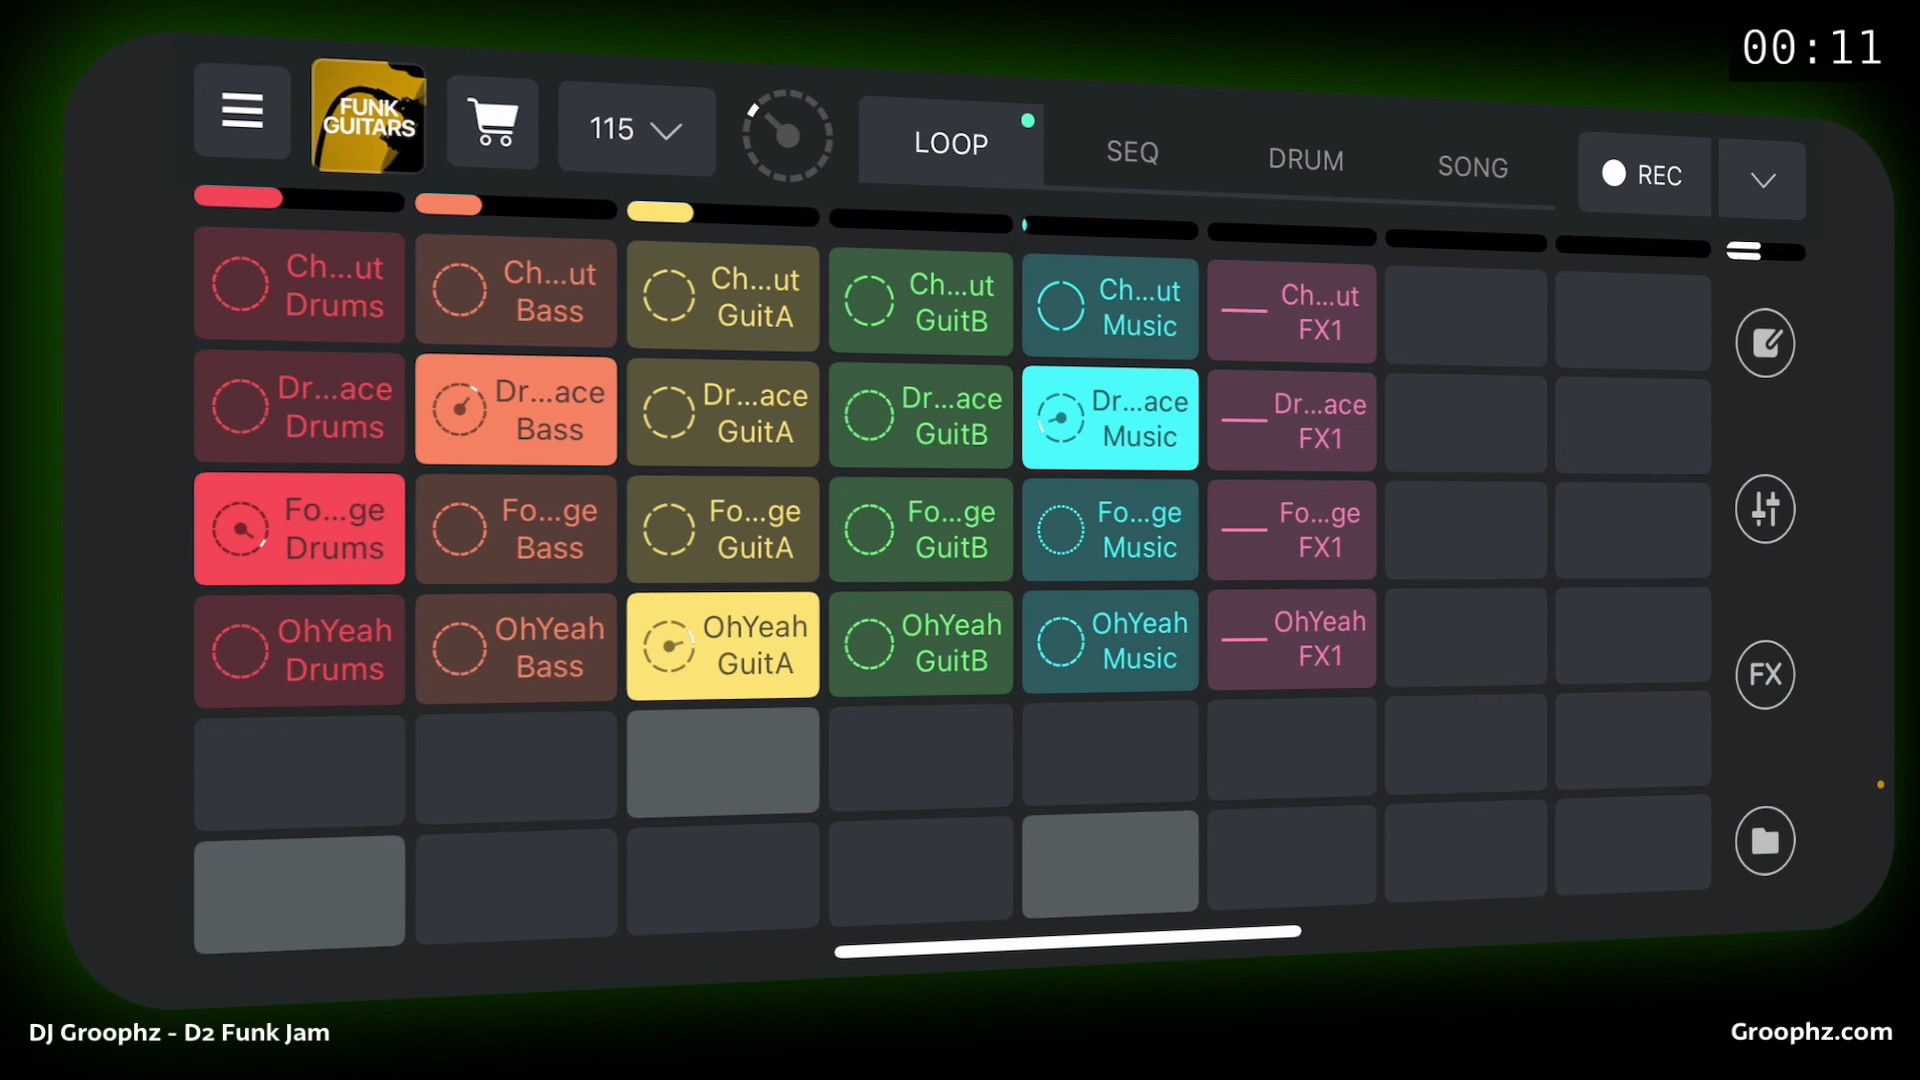 00:11
FUNK
GUITARS
115
LOOP
SEQ
DRUM
SONG
REC
Ch...ut
Drums
Ch...ut
Bass
Ch...ut
GuitA
Ch...ut
GuitB
Ch...ut
Music
Ch...ut
FX1
Dr...ace
Drums
Dr...ace
Bass
Dr...ace
GuitA
Dr...ace
GuitB
Dr...ace
Music
Dr...ace
FX1
Fo...ge
Drums
Fo...ge
Bass
Fo...ge
GuitA
Fo...ge
GuitB
Fo...ge
Music
Fo...ge
FX1
OhYeah
Drums
OhYeah
Bass
OhYeah
GuitA
OhYeah
GuitB
OhYeah
Music
OhYeah
FX1
FX
DJ Groophz - D2 Funk Jam
Groophz.com